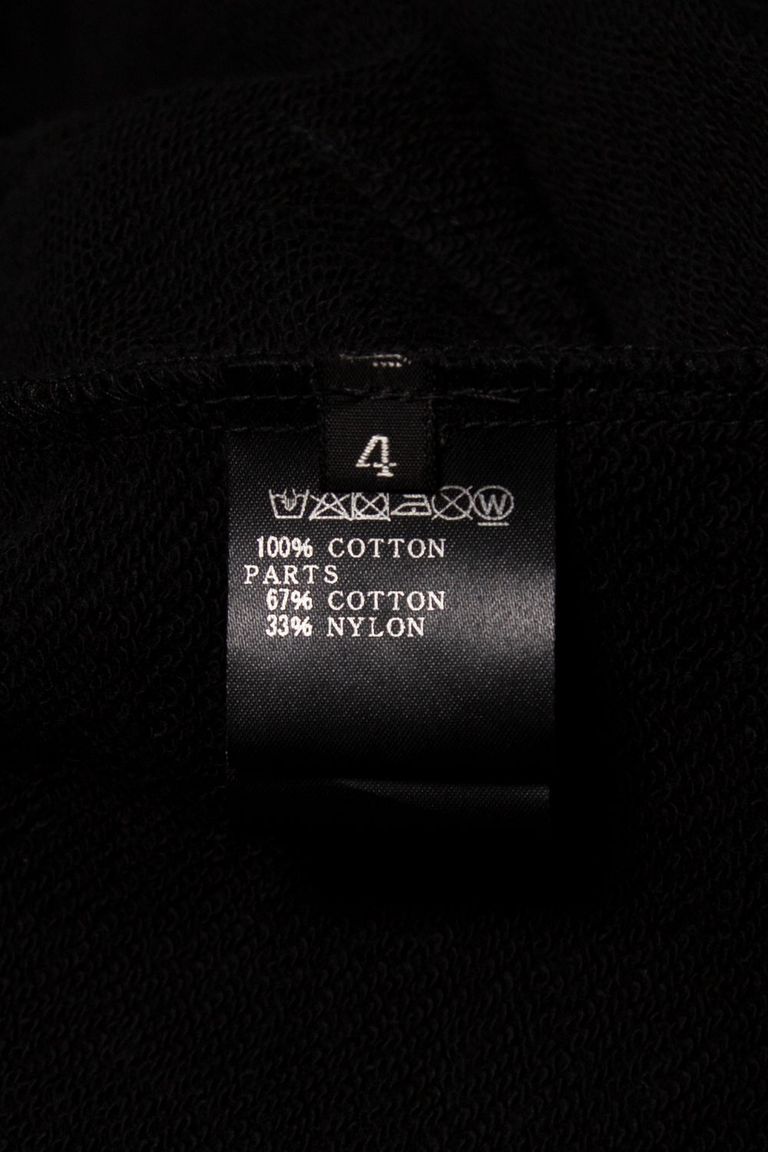 4
W
100% COTTON
PARTS
67% COTTON
33% NYLON